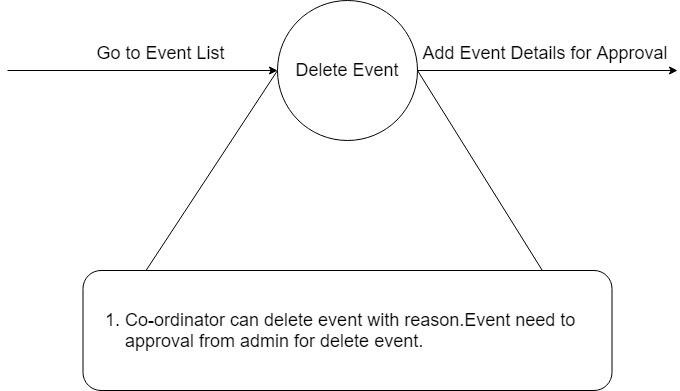 Go to Event List
Delete Event
Add Event Details for Approval
1. Co-ordinator can delete event with reason.Event need to
approval from admin for delete event.